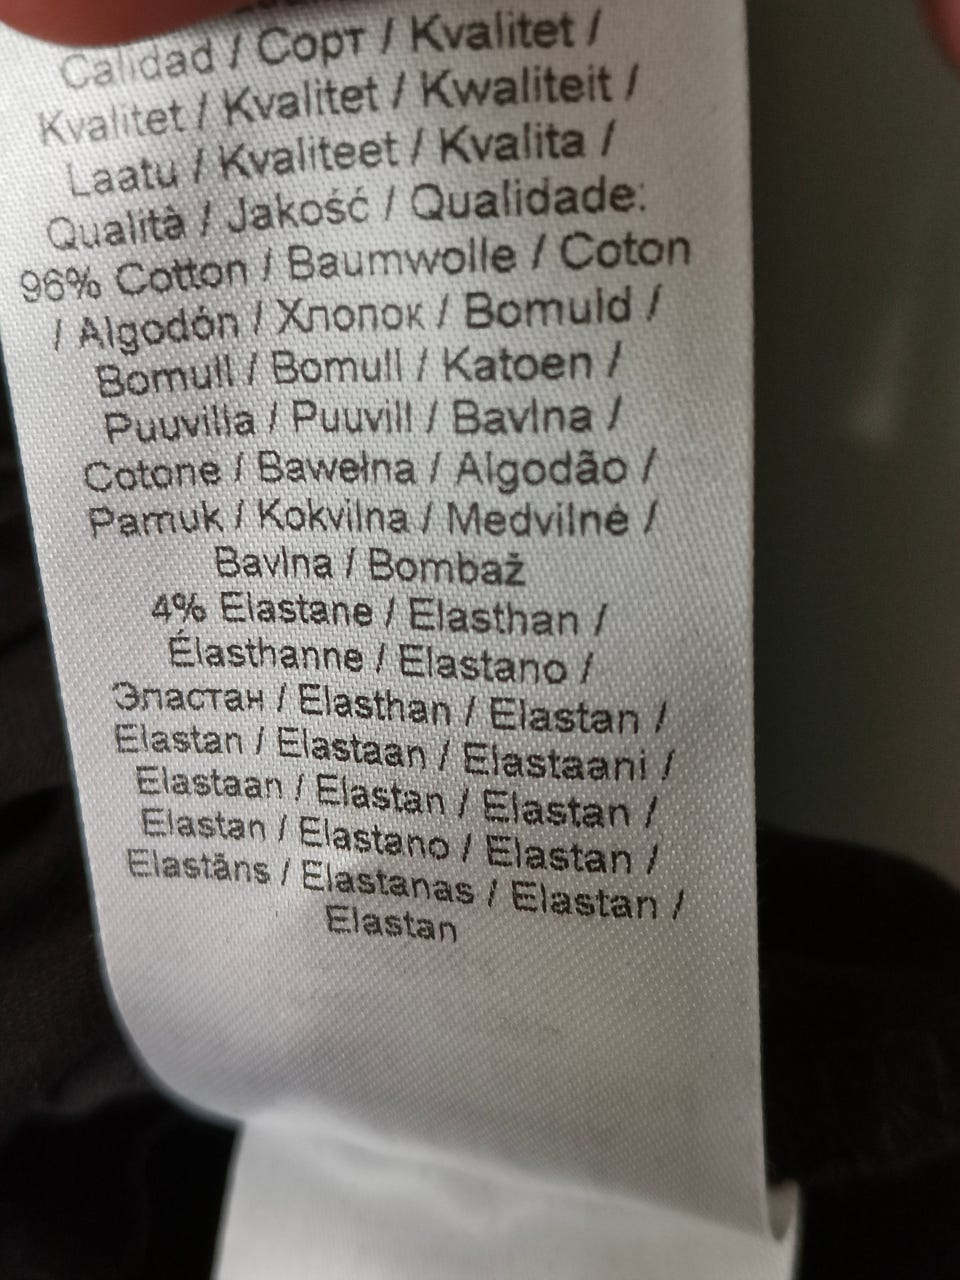 Calidad / Сорт / Kvalitet /
Kvalitet / Kvalitet / Kwaliteit /
Laatu / Kvaliteet / Kvalita /
Qualità / Jakość / Qualidade:
96% Cotton / Baumwolle / Coton
/ Algodón / Хлопок / Bomuld /
Bomull / Bomull / Katoen /
Puuvilla / Puuvill / Bavlna /
Cotone / Bawełna / Algodão /
Pamuk / Kokvilna / Medvilnė /
Bavlna / Bombaž
4% Elastane / Elasthan /
Élasthanne / Elastano /
Эластан / Elasthan / Elastan /
Elastan / Elastaan / Elastaani /
Elastaan / Elastan / Elastan /
Elastan / Elastano / Elastan /
Elastāns / Elastanas / Elastan /
Elastan